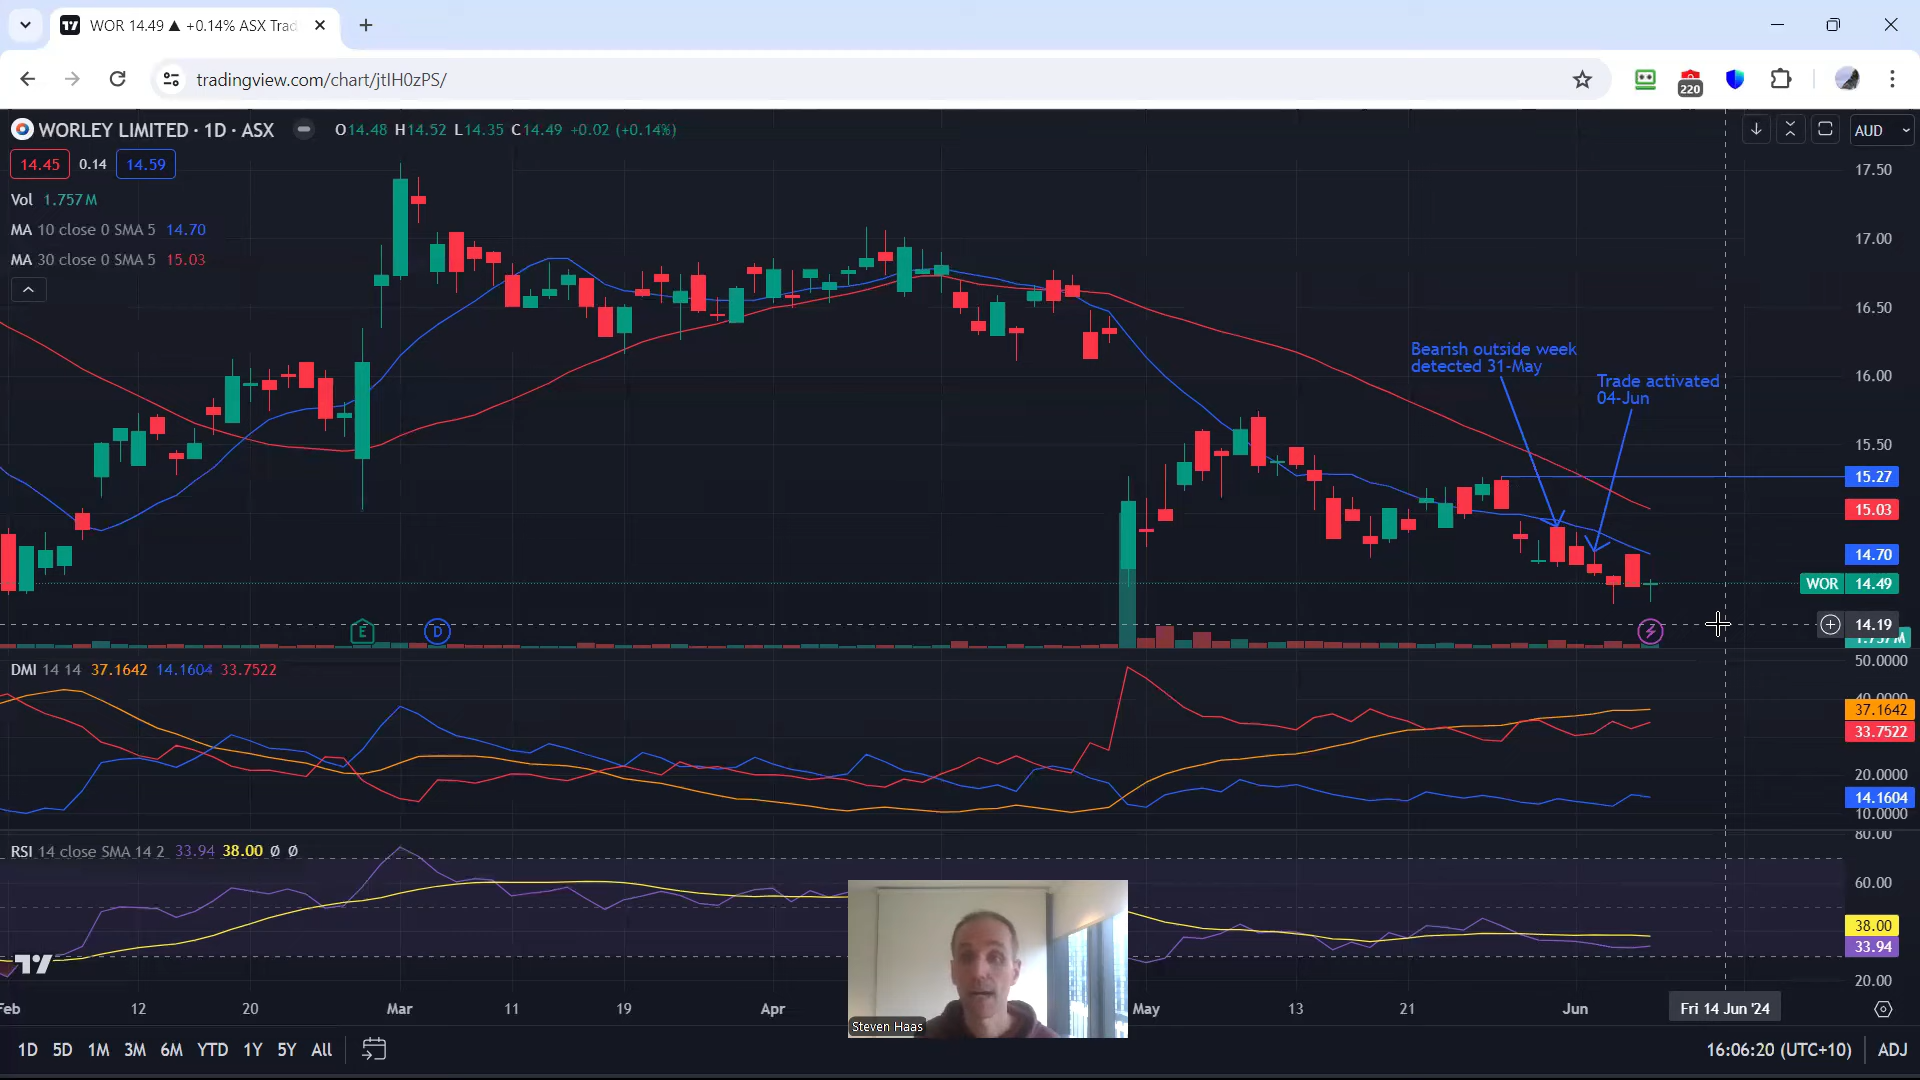 WOR 14.49 ▲ +0.14% ASX Trad
tradingview.com/chart/jtIH0zPS/
220
WORLEY LIMITED · 1D · ASX
O14.48 H14.52 L14.35 C14.49 +0.02 (+0.14%)
AUD
14.45 0.14 14.59
Vol 1.757 M
MA 10 close 0 SMA 5 14.70
MA 30 close 0 SMA 5 15.03
17.50
17.00
16.50
16.00
15.50
Bearish outside week
detected 31-May
Trade activated
04-Jun
15.27
15.03
14.70
WOR 14.49
14.19
1.757M
E
D
DMI 14 14 37.1642 14.1604 33.7522
50.0000
40.0000
37.1642
33.7522
20.0000
14.1604
10.0000
RSI 14 close SMA 14 2 33.94 38.00 Ø Ø
80.00
60.00
38.00
33.94
20.00
Steven Haas
Feb 12 20 Mar 11 19 Apr May 13 21 Jun Fri 14 Jun '24
1D 5D 1M 3M 6M YTD 1Y 5Y All
16:06:20 (UTC+10) ADJ